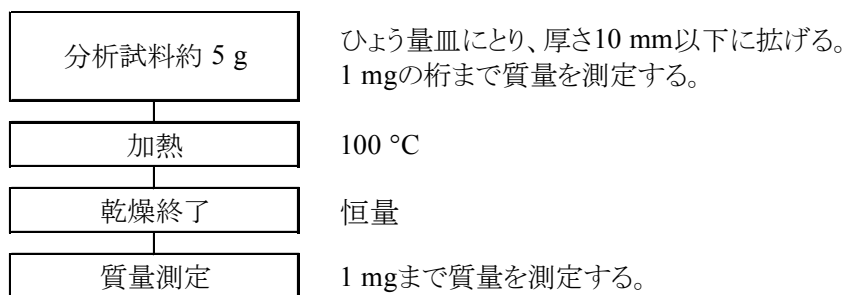 分析試料約 5 g
ひょう量皿にとり、厚さ10 mm以下に拡げる。
1 mgの桁まで質量を測定する。
加熱
100 °C
乾燥終了
恒量
質量測定
1 mgまで質量を測定する。